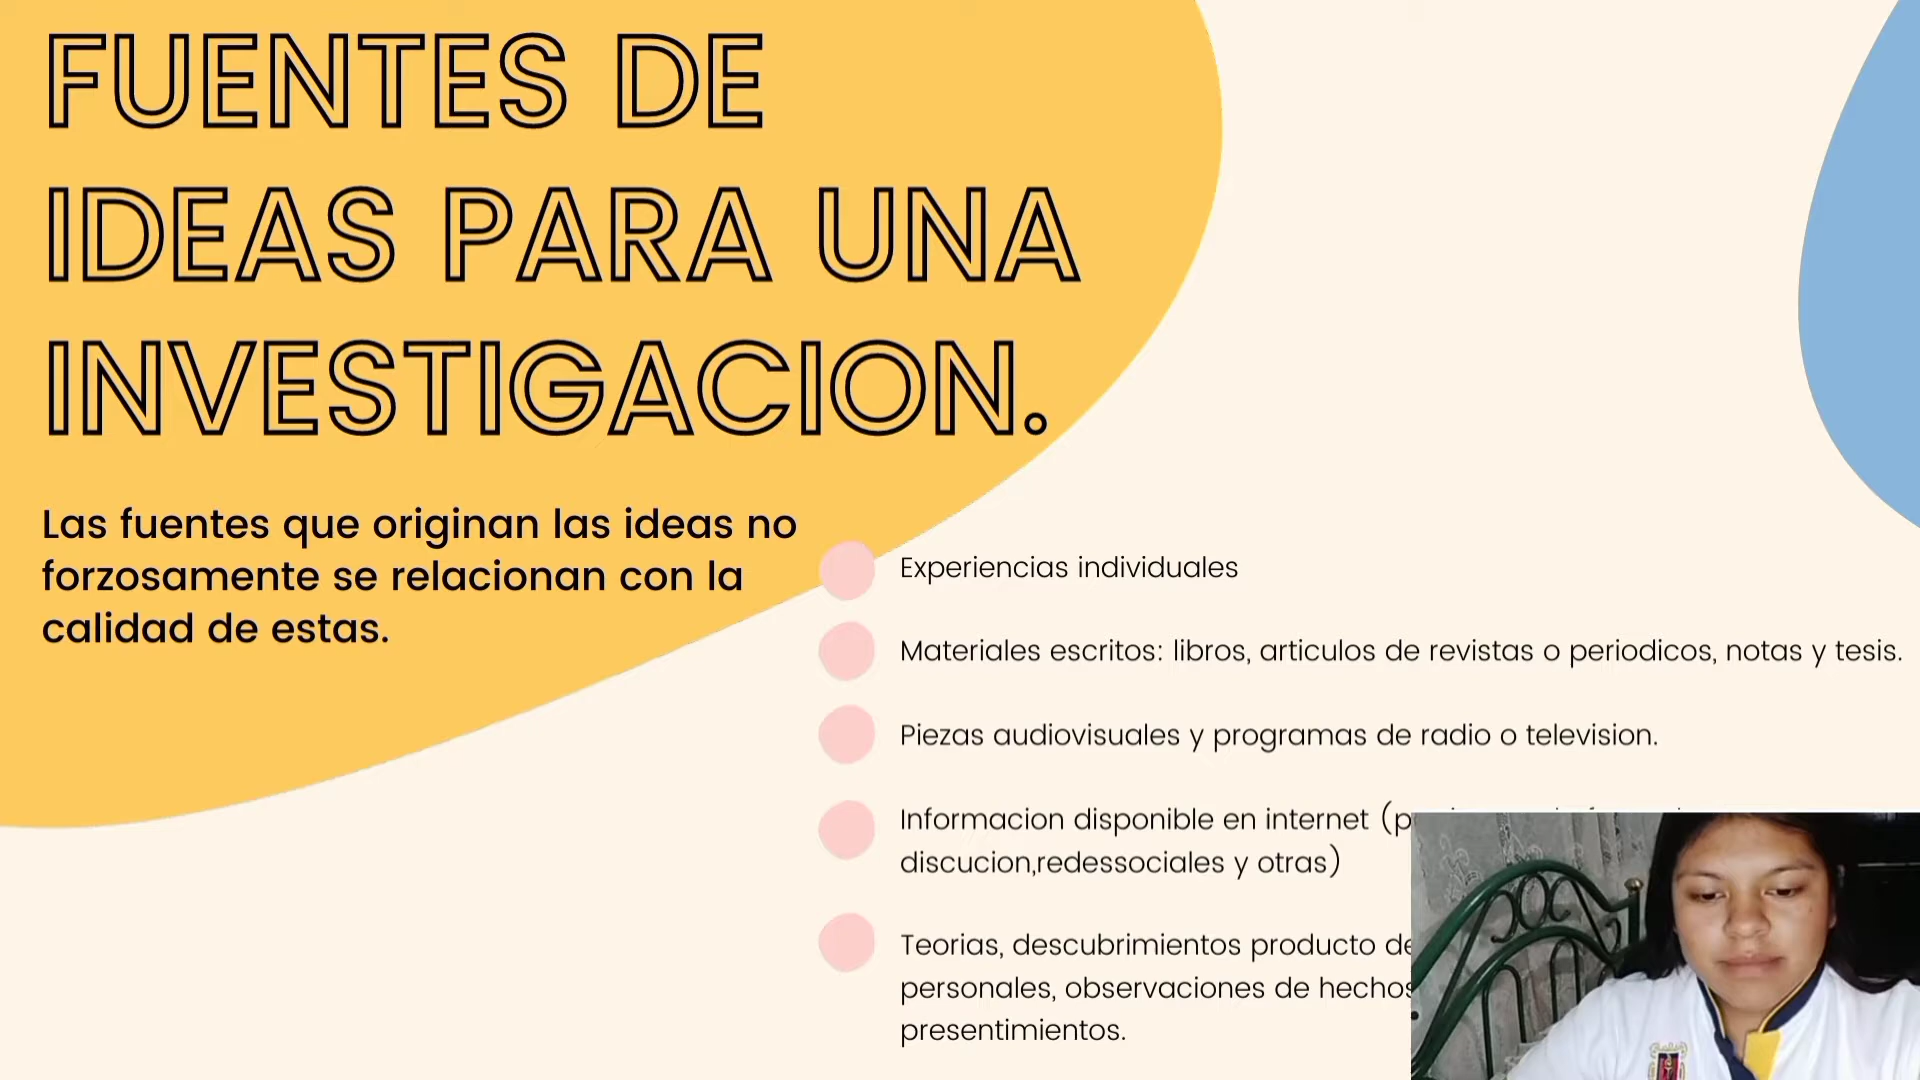 FUENTES DE
IDEAS PARA UNA
INVESTIGACION.
Las fuentes que originan las ideas no
forzosamente se relacionan con la
calidad de estas.
Experiencias individuales
Materiales escritos: libros, articulos de revistas o periodicos, notas y tesis.
Piezas audiovisuales y programas de radio o television.
Informacion disponible en internet
discucion,redessociales y otras)
Teorias, descubrimientos producto de
personales, observaciones de hechos
presentimientos.